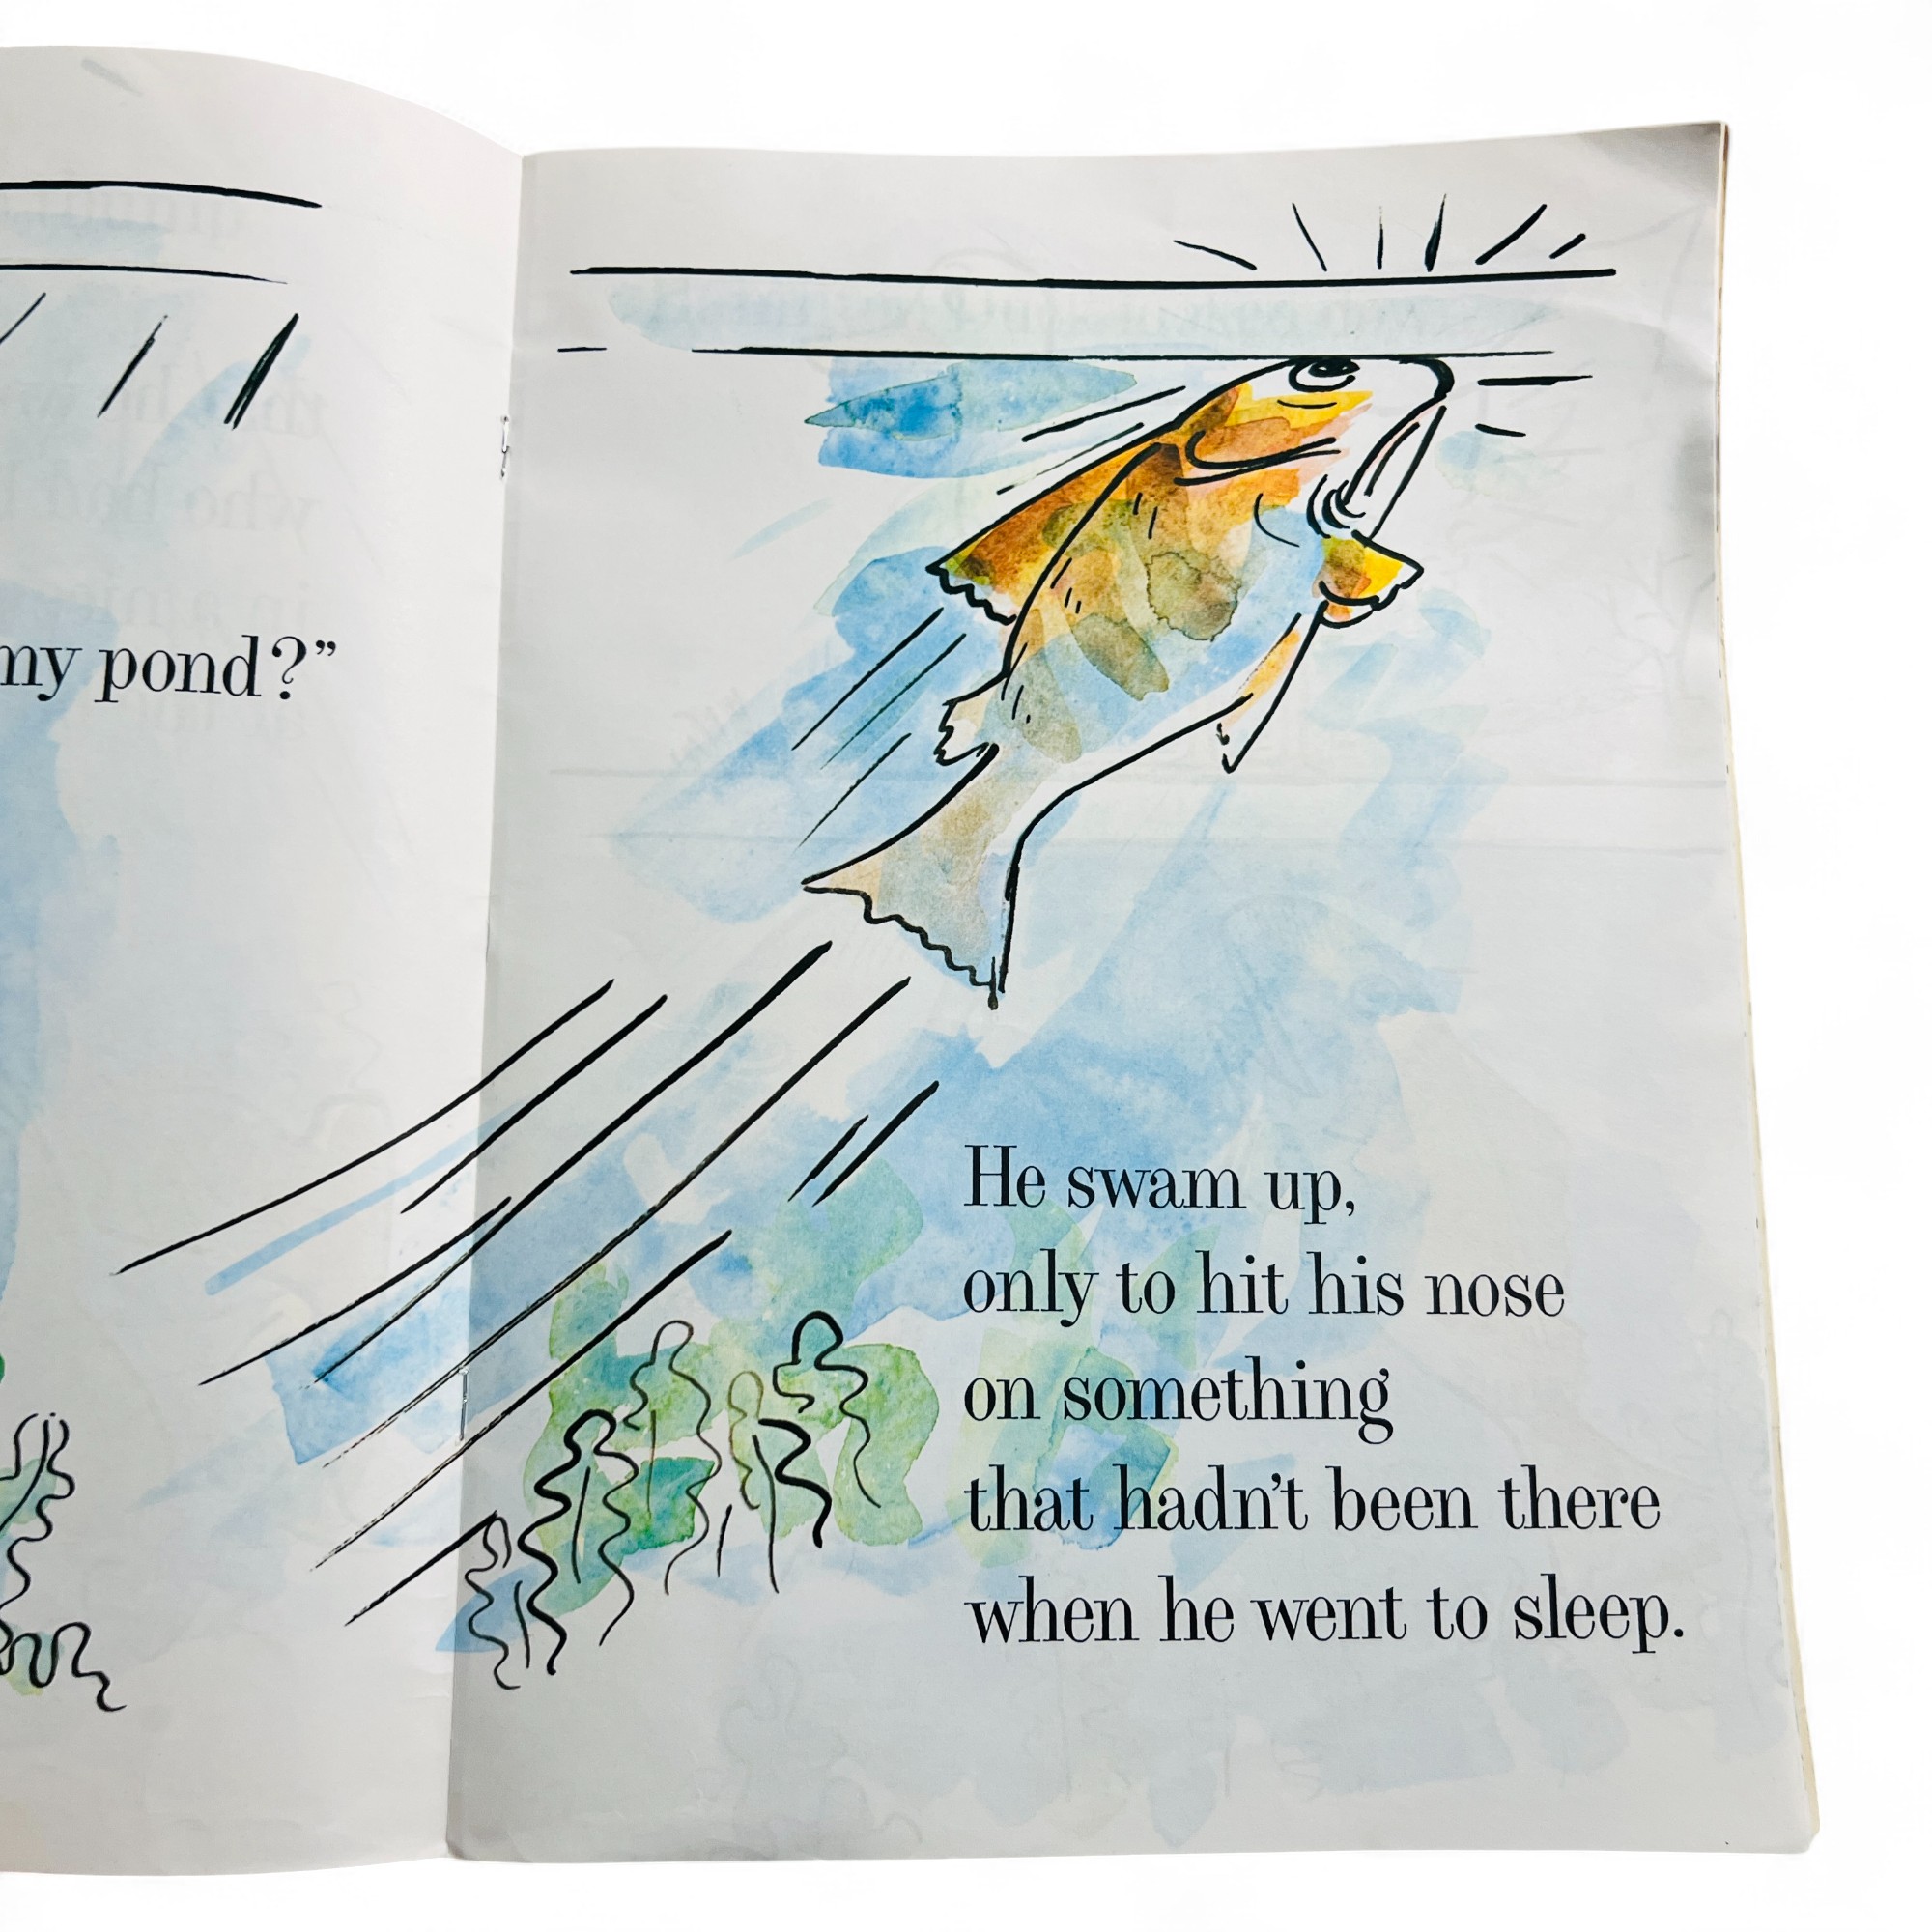 my pond?”
He swam up,
only to hit his nose
on something
that hadn’t been there
when he went to sleep.